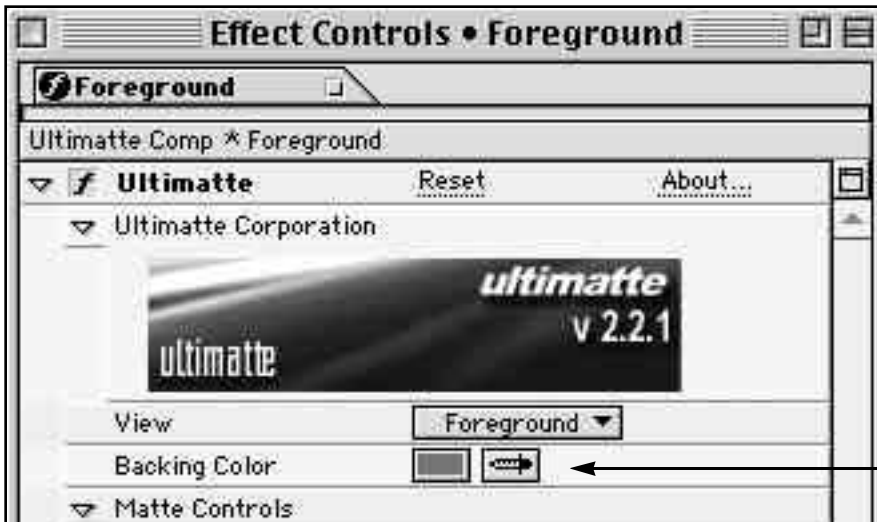 Effect Controls • Foreground
Foreground
Ultimatte Comp * Foreground
f Ultimatte Reset About...
Ultimatte Corporation
ultimatte
v 2.2.1
ultimatte
View Foreground
Backing Color
Matte Controls